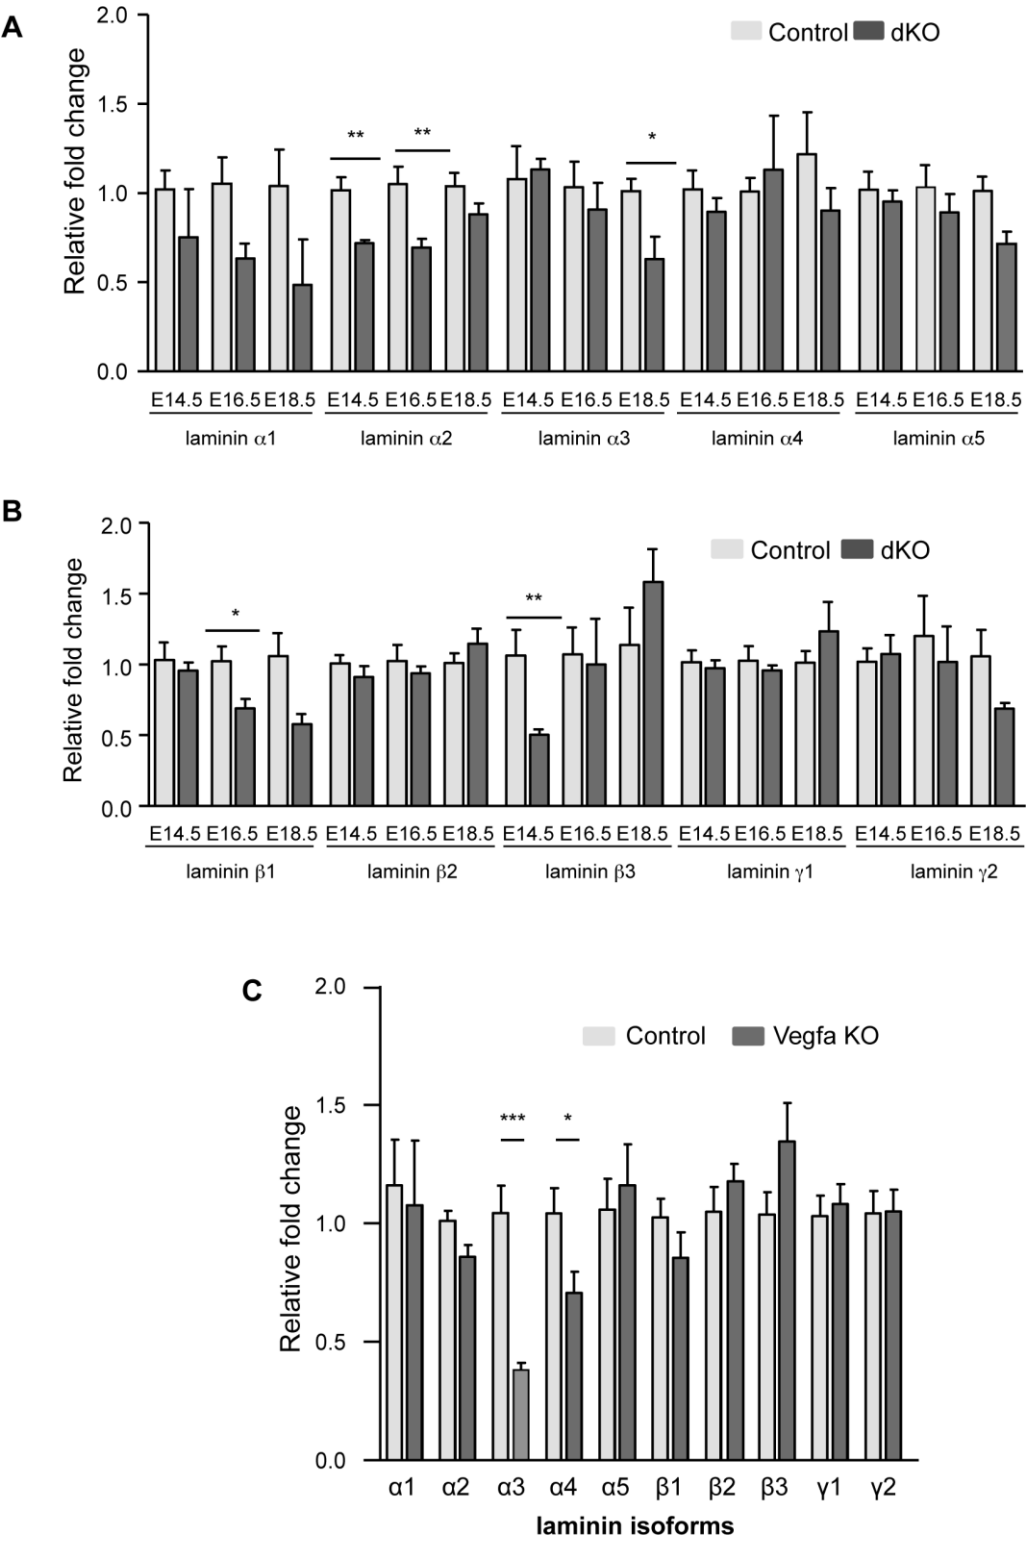 A
Relative fold change
2.0
1.5
1.0
0.5
0.0
Control dKO
** ** *
E14.5 E16.5 E18.5 E14.5 E16.5 E18.5 E14.5 E16.5 E18.5 E14.5 E16.5 E18.5 E14.5 E16.5 E18.5
laminin α1 laminin α2 laminin α3 laminin α4 laminin α5
B
Relative fold change
2.0
1.5
1.0
0.5
0.0
Control dKO
* **
E14.5 E16.5 E18.5 E14.5 E16.5 E18.5 E14.5 E16.5 E18.5 E14.5 E16.5 E18.5 E14.5 E16.5 E18.5
laminin β1 laminin β2 laminin β3 laminin γ1 laminin γ2
C
Relative fold change
2.0
1.5
1.0
0.5
0.0
Control Vegfa KO
*** *
α1 α2 α3 α4 α5 β1 β2 β3 γ1 γ2
laminin isoforms